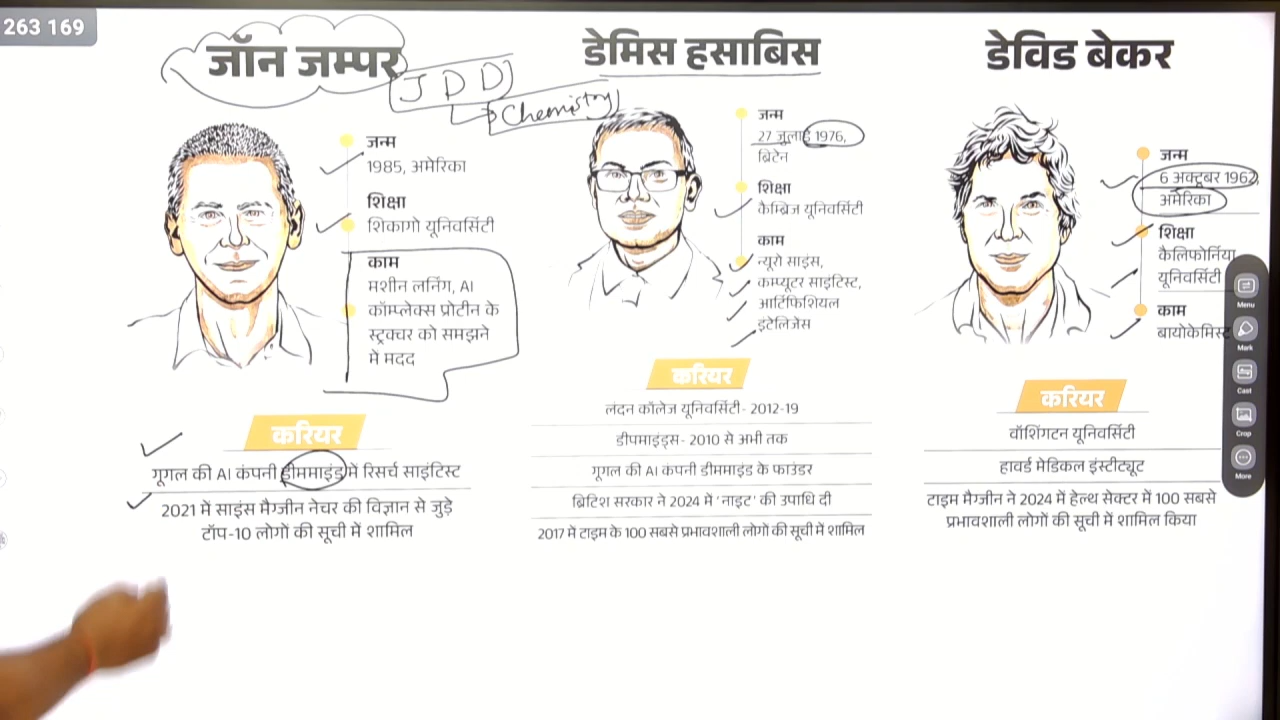 263 169
जॉन जम्पर
J D D J
Chemistry
जन्म
1985, अमेरिका
शिक्षा
शिकागो यूनिवर्सिटी
काम
मशीन लर्निंग, AI
कॉम्प्लेक्स प्रोटीन के
स्ट्रक्चर को समझने
में मदद
करियर
गूगल की AI कंपनी डीममाइंड में रिसर्च साइंटिस्ट
2021 में साइंस मैग्जीन नेचर की विज्ञान से जुड़े
टॉप-10 लोगों की सूची में शामिल
डेमिस हसाबिस
जन्म
27 जुलाई 1976,
ब्रिटेन
शिक्षा
कैम्ब्रिज यूनिवर्सिटी
काम
न्यूरो साइंस,
कम्प्यूटर साइंटिस्ट,
आर्टिफिशियल
इंटेलिजेंस
करियर
लंदन कॉलेज यूनिवर्सिटी- 2012-19
डीपमाइंड्स- 2010 से अभी तक
गूगल की AI कंपनी डीममाइंड के फाउंडर
ब्रिटिश सरकार ने 2024 में 'नाइट' की उपाधि दी
2017 में टाइम के 100 सबसे प्रभावशाली लोगों की सूची में शामिल
डेविड बेकर
जन्म
6 अक्टूबर 1962,
अमेरिका
शिक्षा
कैलिफोर्निया
यूनिवर्सिटी
काम
बायोकेमिस्ट
करियर
वॉशिंगटन यूनिवर्सिटी
हावर्ड मेडिकल इंस्टीट्यूट
टाइम मैग्जीन ने 2024 में हेल्थ सेक्टर में 100 सबसे
प्रभावशाली लोगों की सूची में शामिल किया
Menu
Mark
Cast
Crop
More